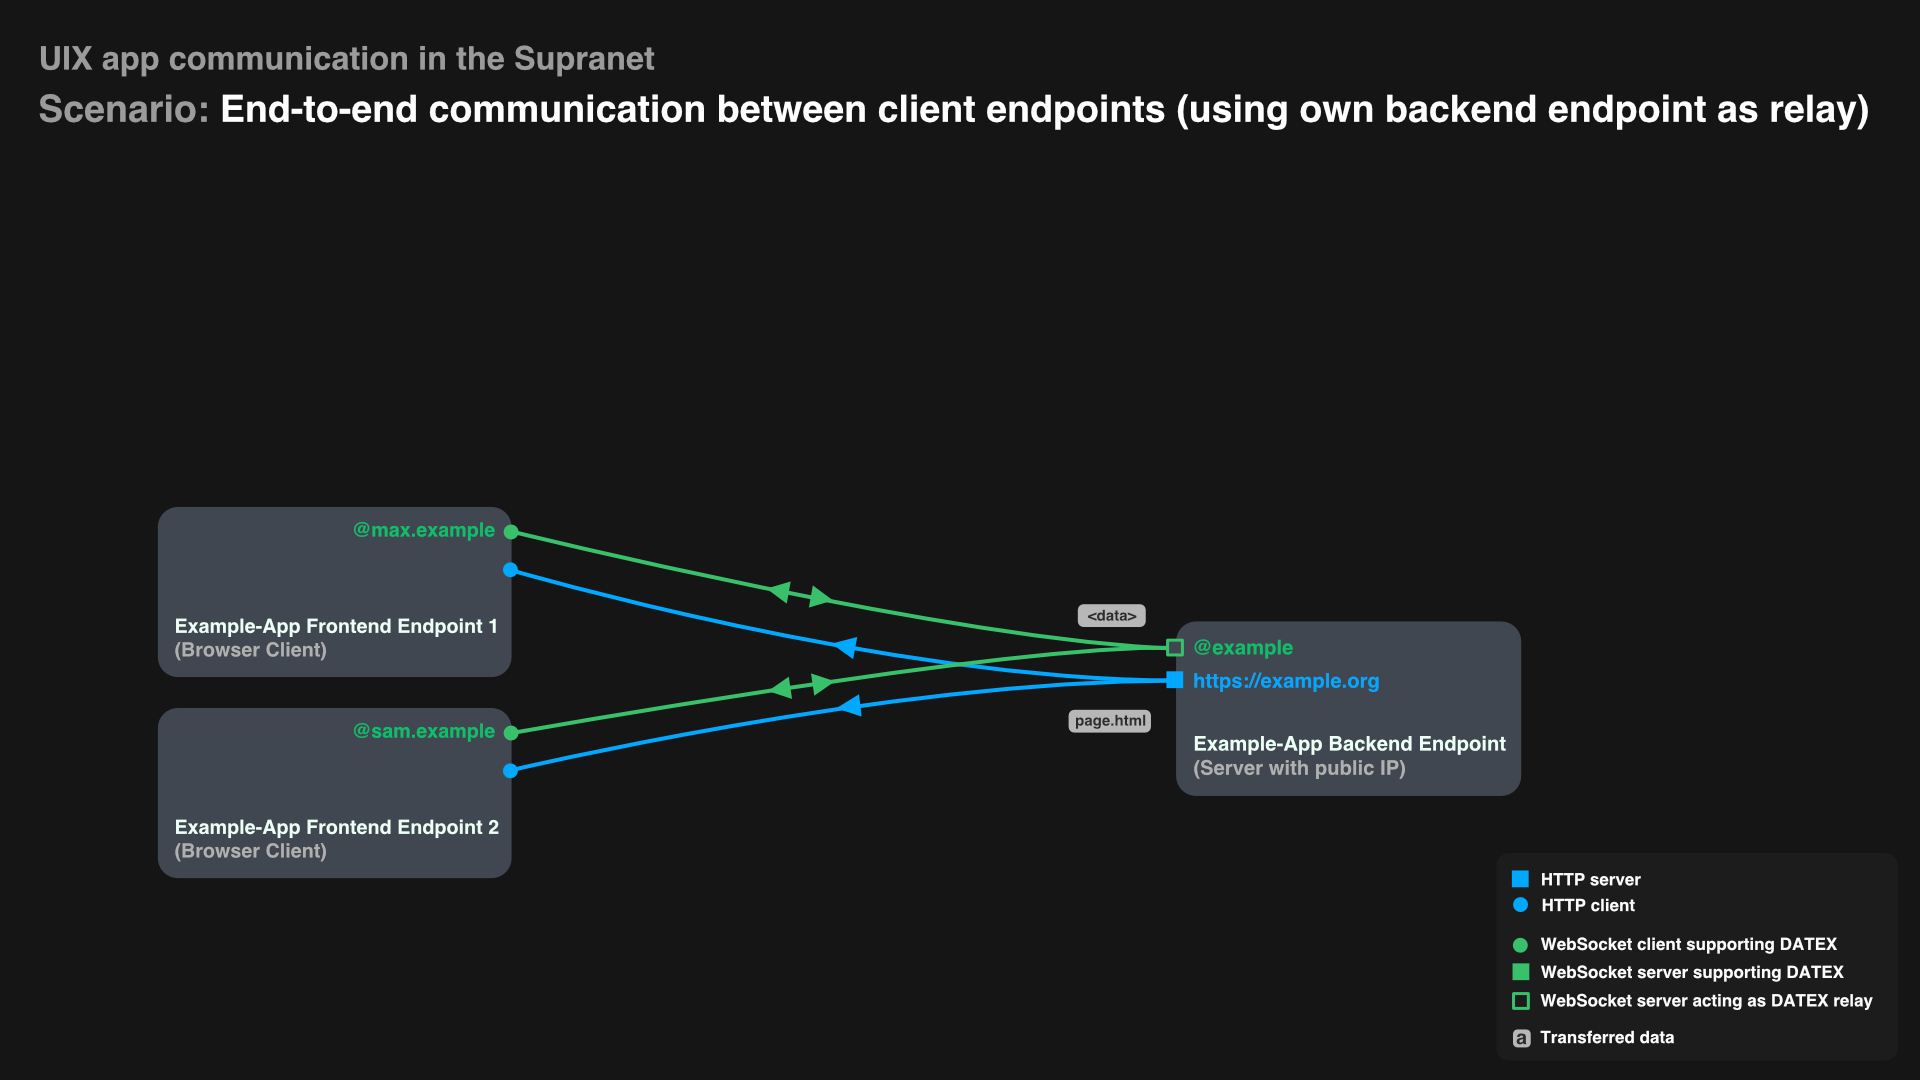 UIX app communication in the Supranet
Scenario: End-to-end communication between client endpoints (using own backend endpoint as relay)
@max.example
Example-App Frontend Endpoint 1
(Browser Client)
@sam.example
Example-App Frontend Endpoint 2
(Browser Client)
<data>
page.html
@example
https://example.org
Example-App Backend Endpoint
(Server with public IP)
HTTP server
HTTP client
WebSocket client supporting DATEX
WebSocket server supporting DATEX
WebSocket server acting as DATEX relay
a Transferred data